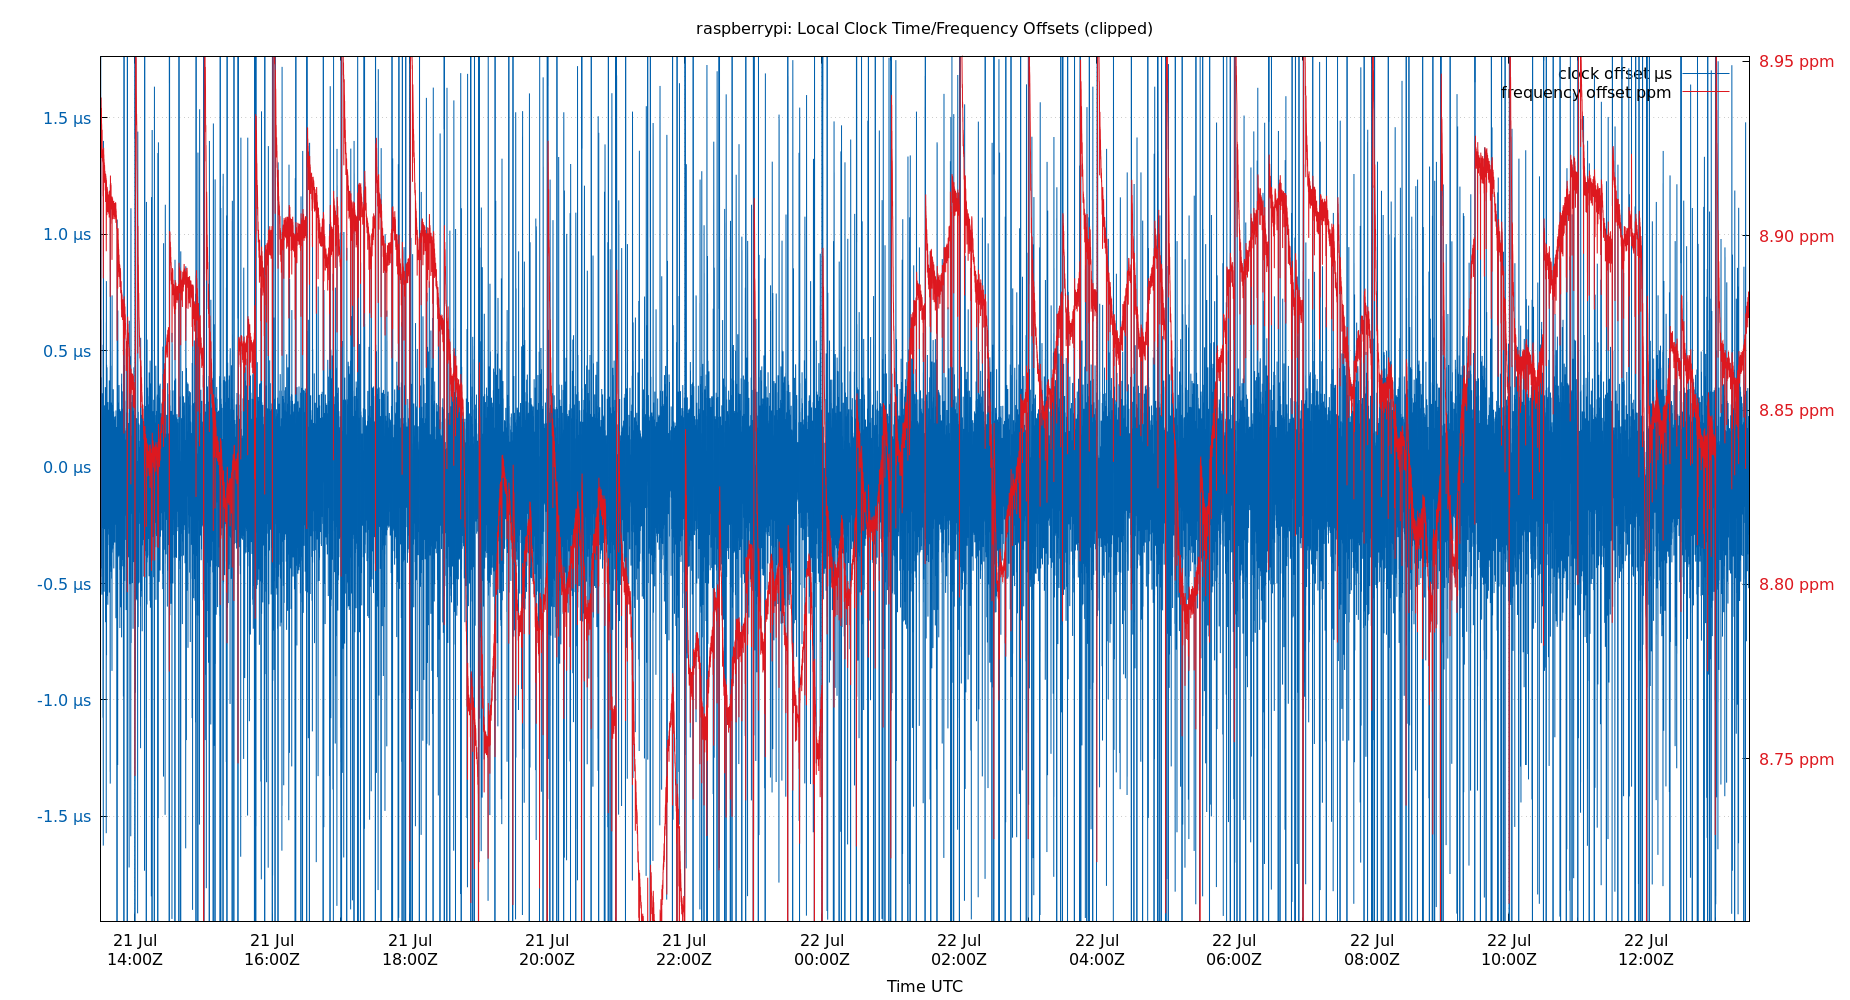 raspberrypi: Local Clock Time/Frequency Offsets (clipped)
8.95 ppm
clock offset µs
frequency offset ppm
1.5 µs
1.0 µs
8.90 ppm
0.5 µs
8.85 ppm
0.0 µs
-0.5 µs
8.80 ppm
-1.0 µs
8.75 ppm
-1.5 µs
21 Jul 21 Jul 21 Jul 21 Jul 21 Jul 22 Jul 22 Jul 22 Jul 22 Jul 22 Jul 22 Jul 22 Jul
14:00Z 16:00Z 18:00Z 20:00Z 22:00Z 00:00Z 02:00Z 04:00Z 06:00Z 08:00Z 10:00Z 12:00Z
Time UTC